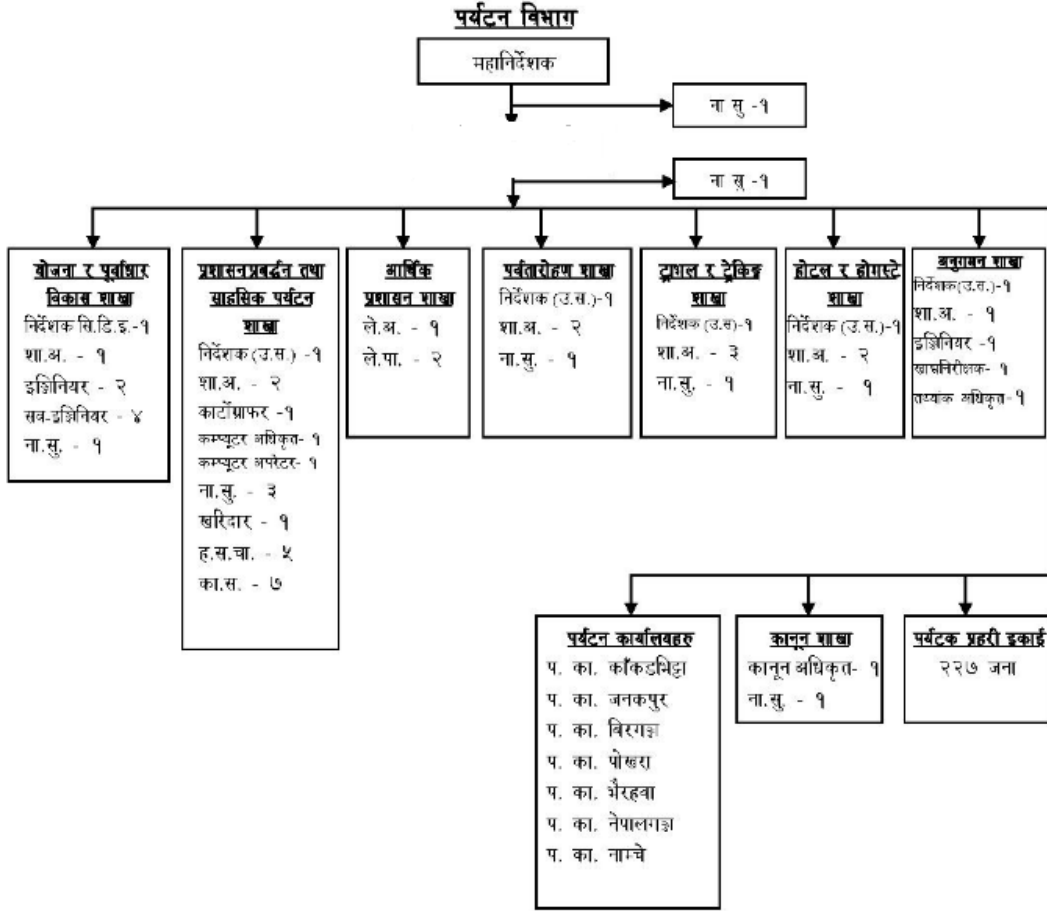 पर्यटन विभाग
महानिर्देशक
ना सु -१
ना सु -१
योजना र पूर्वाधार
विकास शाखा
निर्देशक सि.डि.इ.-१
शा.अ. - १
इञ्जिनियर - २
सव-इञ्जिनियर - ४
ना.सु. - १
प्रशासन,प्रबर्द्धन तथा
साहसिक पर्यटन
शाखा
निर्देशक (उ.स.) -१
शा.अ. - २
कार्टोग्राफर -१
कम्प्यूटर अधिकृत- १
कम्प्यूटर अपरेटर- १
ना.सु. - ३
खरिदार - १
ह.स.चा. - ५
का.स. - ७
आर्थिक
प्रशासन शाखा
ले.अ. - १
ले.पा. - २
पर्वतारोहण शाखा
निर्देशक (उ.स.)-१
शा.अ. - २
ना.सु. - १
ट्राभल र ट्रेकिङ्ग
शाखा
निर्देशक (उ.स)-१
शा.अ. - ३
ना.सु. - १
होटल र होमस्टे
शाखा
निर्देशक (उ.स.)-१
शा.अ. - २
ना.सु. - १
अनुगमन शाखा
निर्देशक(उ.स.)-१
शा.अ. - १
इञ्जिनियर -१
खाद्यनिरीक्षक- १
तथ्यांक अधिकृत-१
पर्यटन कार्यालयहरु
प. का. काँकडभिट्टा
प. का. जनकपुर
प. का. बिरगञ्ज
प. का. पोखरा
प. का. भैरहवा
प. का. नेपालगञ्ज
प. का. नाम्चे
कानून शाखा
कानून अधिकृत- १
ना.सु. - १
पर्यटक प्रहरी इकाई
२२७ जना